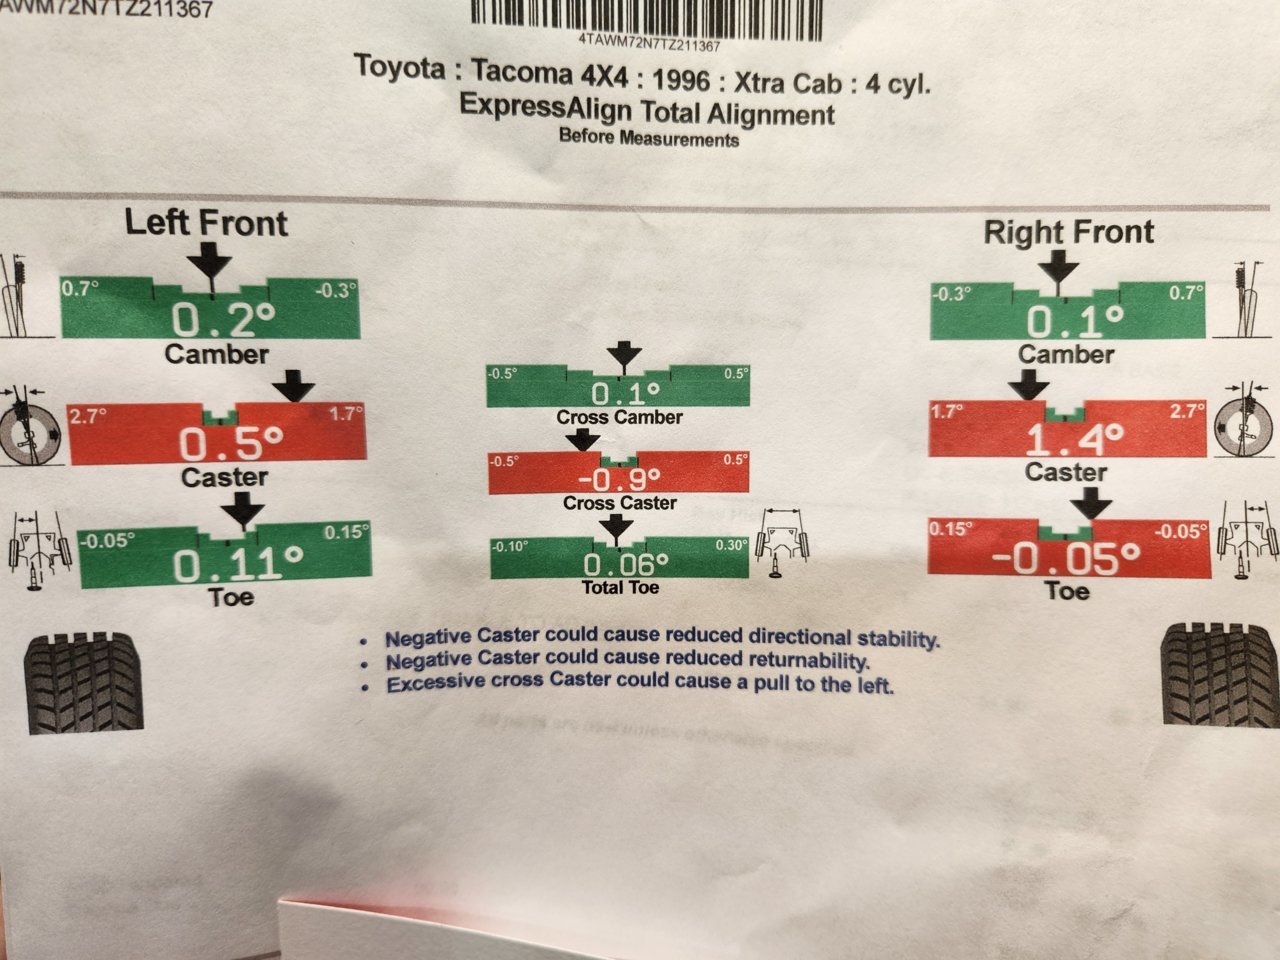 AWM72N7TZ211367
4TAWM72N7TZ211367
Toyota : Tacoma 4X4 : 1996 : Xtra Cab : 4 cyl.
ExpressAlign Total Alignment
Before Measurements
Left Front
Right Front
0.7° -0.3°
0.2°
Camber
-0.3° 0.7°
0.1°
Camber
-0.5° 0.5°
0.1°
Cross Camber
2.7° 1.7°
0.5°
Caster
1.7° 2.7°
1.4°
Caster
-0.5° 0.5°
-0.9°
Cross Caster
-0.05° 0.15°
0.11°
Toe
-0.10° 0.30°
0.06°
Total Toe
0.15° -0.05°
-0.05°
Toe
• Negative Caster could cause reduced directional stability.
• Negative Caster could cause reduced returnability.
• Excessive cross Caster could cause a pull to the left.